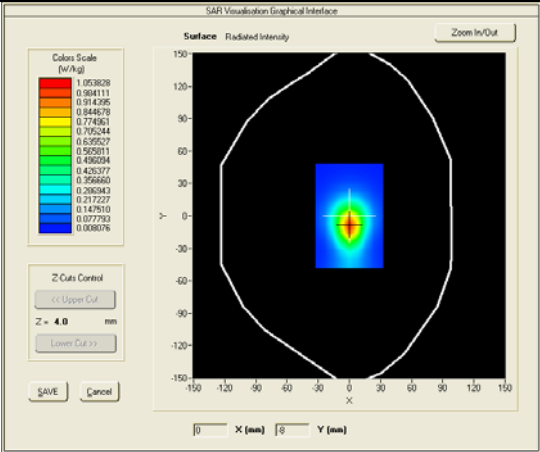 SAR Visualisation Graphical Interface
Surface Radiated Intensity
Zoom In/Out
Colors Scale
(W/kg)
1.053828
0.984111
0.914395
0.844678
0.774961
0.705244
0.635527
0.565811
0.496094
0.426377
0.356660
0.286943
0.217227
0.147510
0.077793
0.008076
Z-Cuts Control
<< Upper Cut
Z = 4.0 mm
Lower Cut >>
SAVE Cancel
150-
120-
90-
60-
30-
0-
-30-
-60-
-90-
-120-
-150-
Y
-150 -120 -90 -60 -30 0 30 60 90 120 150
X
0 X (mm) -8 Y (mm)